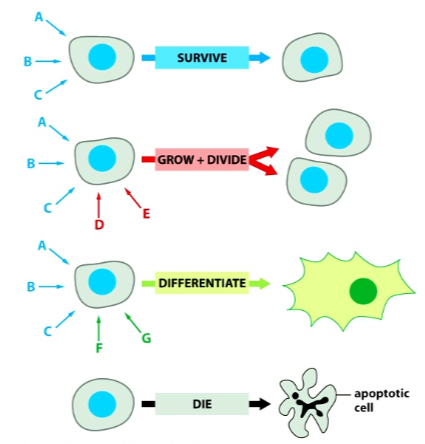 A
B
C
SURVIVE
A
B
C
D
E
GROW + DIVIDE
A
B
C
F
G
DIFFERENTIATE
DIE
apoptotic
cell